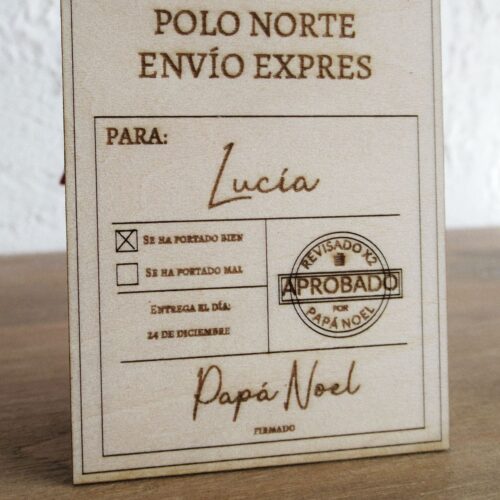 POLO NORTE
ENVÍO EXPRES
PARA:
Lucía
SE HA PORTADO BIEN
SE HA PORTADO MAL
ENTREGA EL DÍA:
24 DE DICIEMBRE
REVISADO X2
APROBADO
POR
PAPÁ NOEL
Papá Noel
FIRMADO